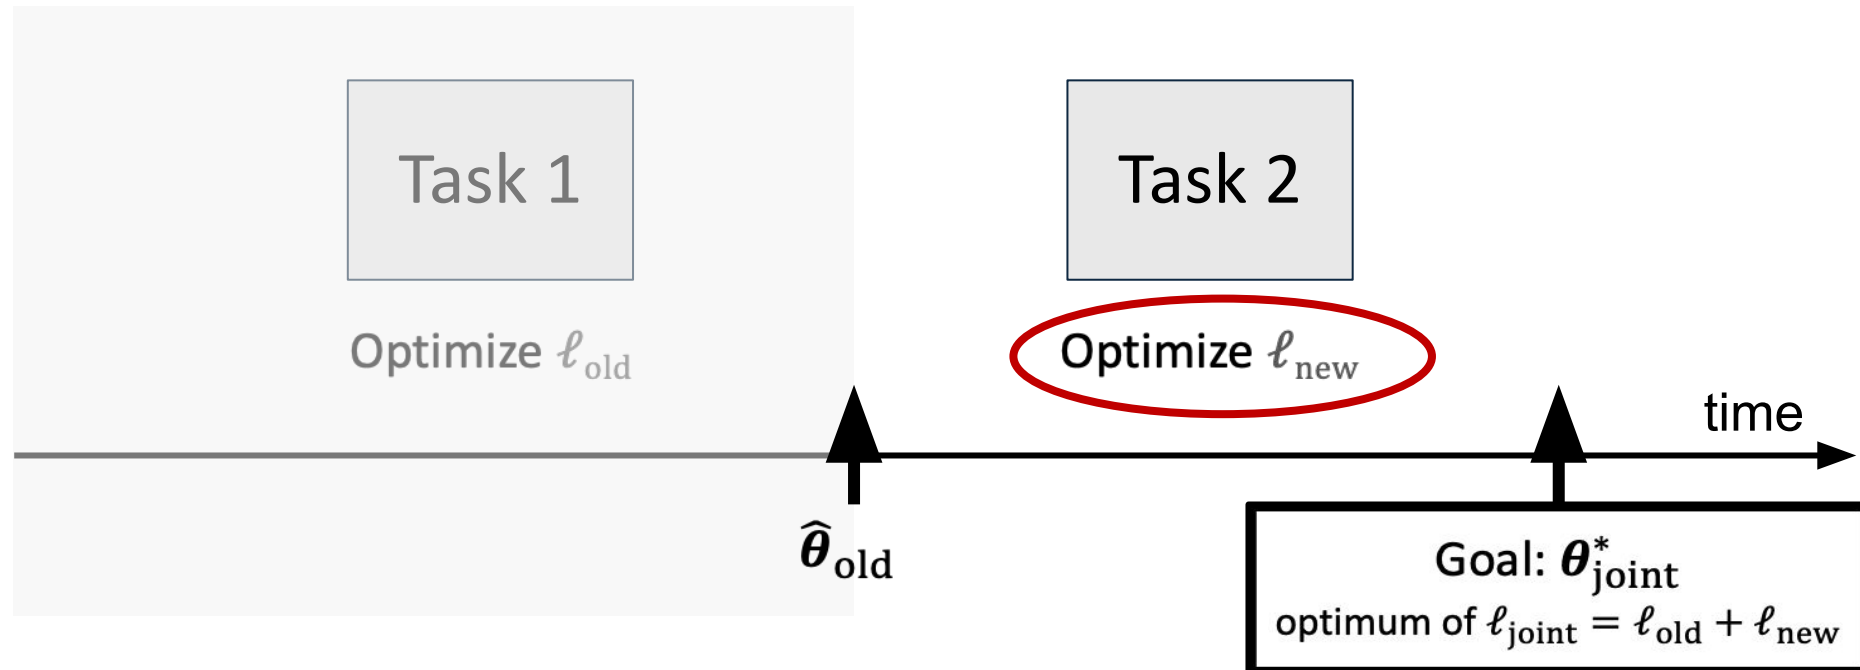 Task 1
Task 2
Optimize ℓ_old
Optimize ℓ_new
time
θ̂_old
Goal: θ*_joint
optimum of ℓ_joint = ℓ_old + ℓ_new